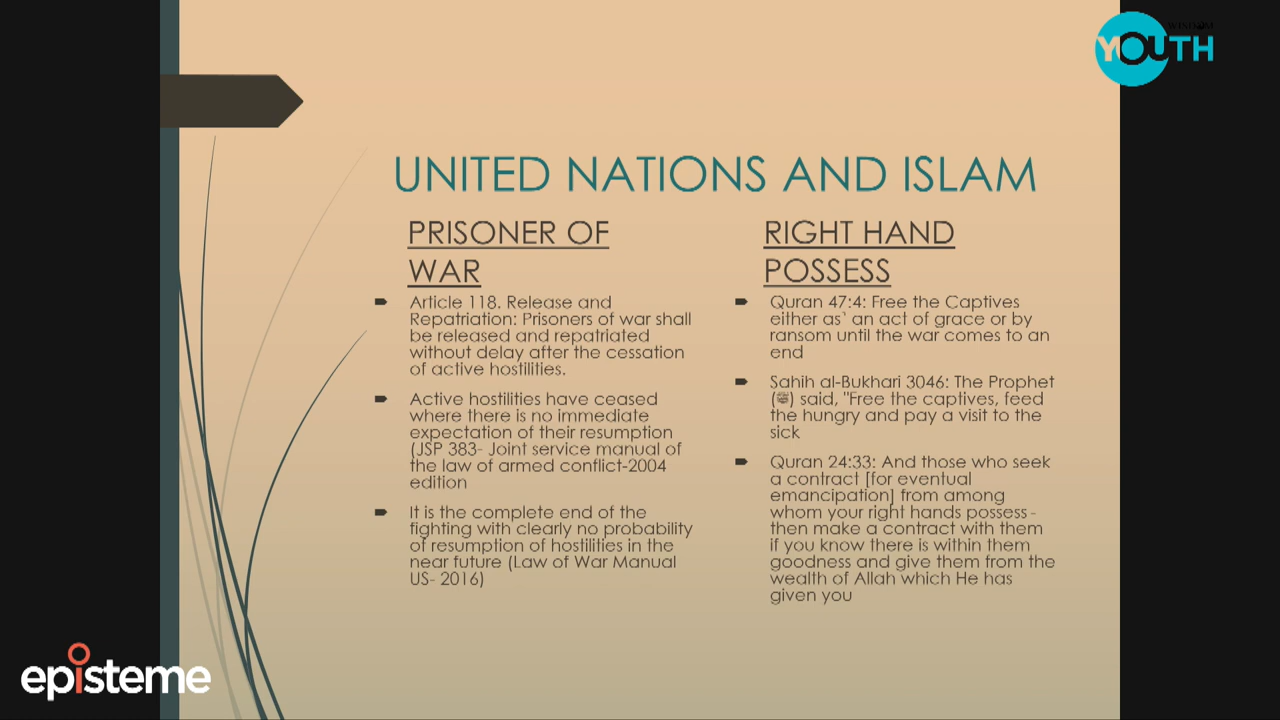 WISDOM
YOUTH
UNITED NATIONS AND ISLAM
PRISONER OF
WAR
Article 118. Release and
Repatriation: Prisoners of war shall
be released and repatriated
without delay after the cessation
of active hostilities.
Active hostilities have ceased
where there is no immediate
expectation of their resumption
(JSP 383- Joint service manual of
the law of armed conflict-2004
edition
It is the complete end of the
fighting with clearly no probability
of resumption of hostilities in the
near future (Law of War Manual
US- 2016)
RIGHT HAND
POSSESS
Quran 47:4: Free the Captives
either as` an act of grace or by
ransom until the war comes to an
end
Sahih al-Bukhari 3046: The Prophet
(ﷺ) said, "Free the captives, feed
the hungry and pay a visit to the
sick
Quran 24:33: And those who seek
a contract [for eventual
emancipation] from among
whom your right hands possess -
then make a contract with them
if you know there is within them
goodness and give them from the
wealth of Allah which He has
given you
episteme